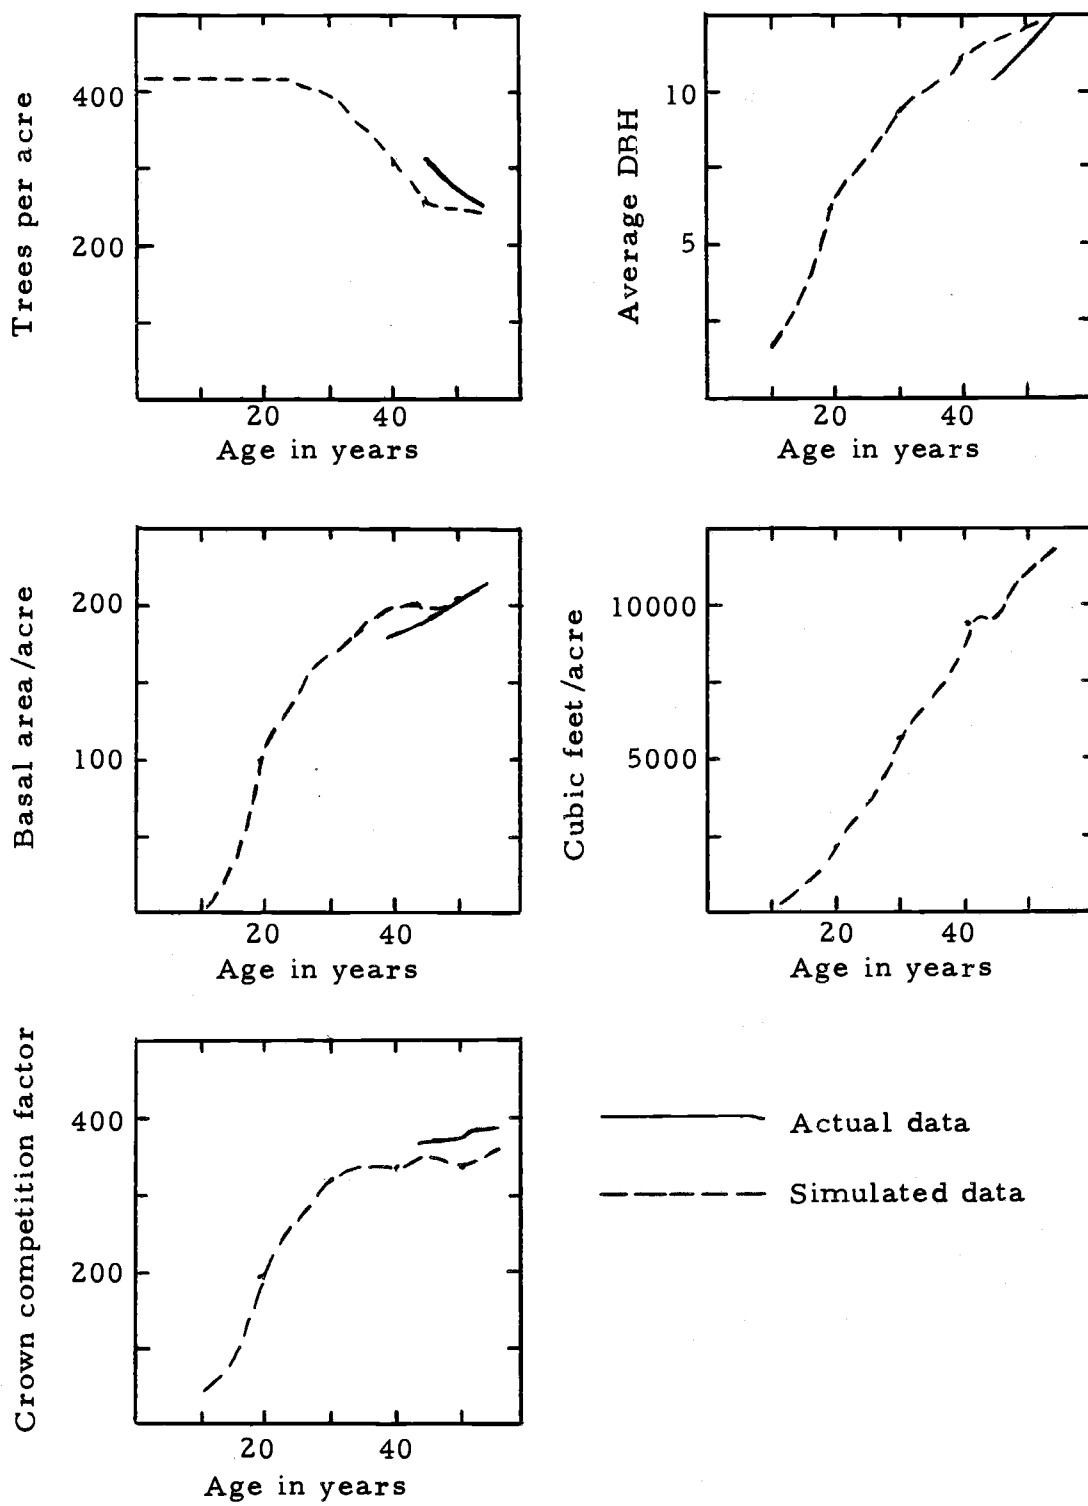 Trees per acre
400
200
20 40
Age in years
Average DBH
10
5
20 40
Age in years
Basal area/acre
200
100
20 40
Age in years
Cubic feet/acre
10000
5000
20 40
Age in years
Crown competition factor
400
200
20 40
Age in years
Actual data
Simulated data